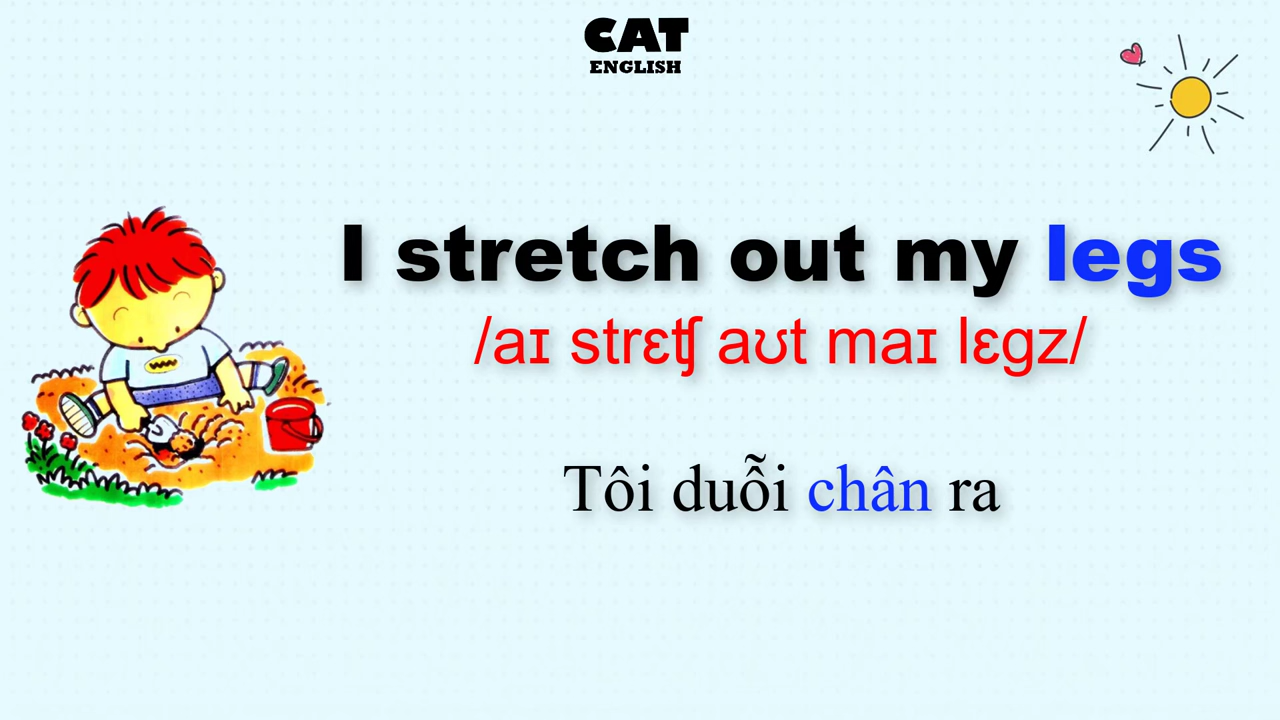 CAT
ENGLISH
I stretch out my legs
/aɪ strɛʧ aʊt maɪ lɛgz/
Tôi duỗi chân ra